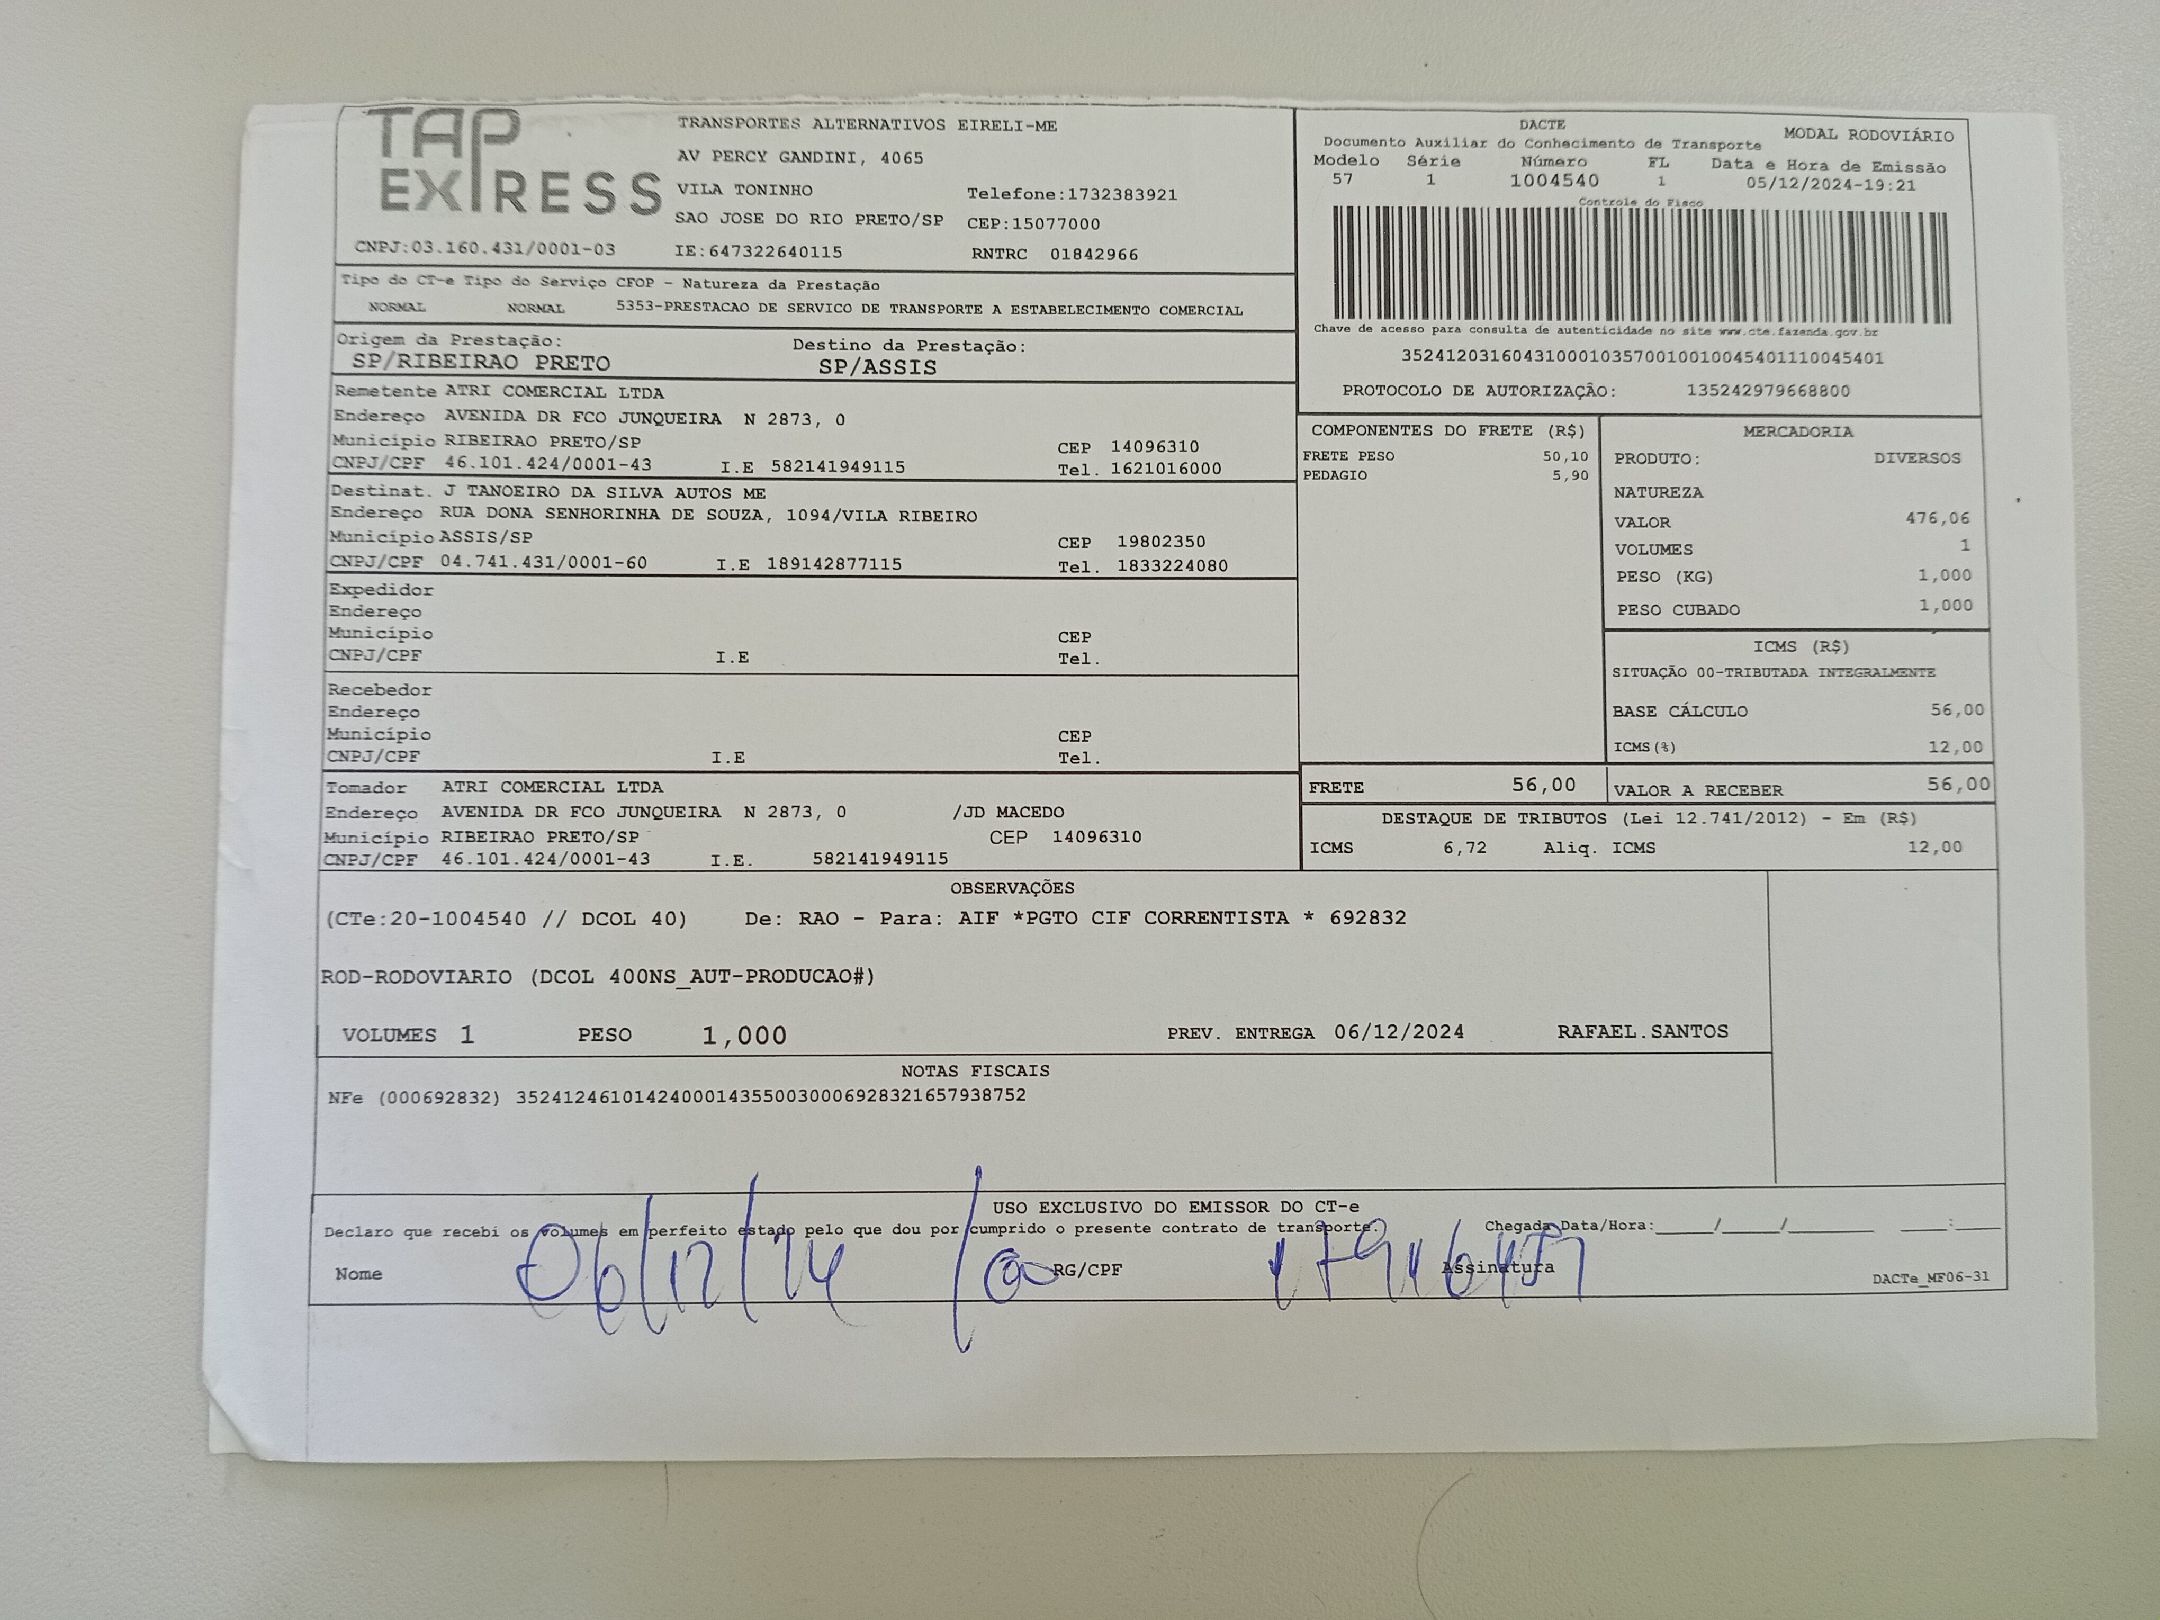 TAP
EXPRESS
TRANSPORTES ALTERNATIVOS EIRELI-ME
AV PERCY GANDINI, 4065
VILA TONINHO Telefone:1732383921
SAO JOSE DO RIO PRETO/SP CEP:15077000
CNPJ:03.160.431/0001-03 IE:647322640115 RNTRC 01842966
DACTE MODAL RODOVIÁRIO
Documento Auxiliar do Conhecimento de Transporte
Modelo Série Número FL Data e Hora de Emissão
57 1 1004540 1 05/12/2024-19:21
Controle do Fisco
Chave de acesso para consulta de autenticidade no site www.cte.fazenda.gov.br
35241203160431000103570010010045401110045401
PROTOCOLO DE AUTORIZAÇÃO: 135242979668800
Tipo do CT-e Tipo do Serviço CFOP - Natureza da Prestação
NORMAL NORMAL 5353-PRESTACAO DE SERVICO DE TRANSPORTE A ESTABELECIMENTO COMERCIAL
Origem da Prestação: Destino da Prestação:
SP/RIBEIRAO PRETO SP/ASSIS
Remetente ATRI COMERCIAL LTDA
Endereço AVENIDA DR FCO JUNQUEIRA N 2873, 0
Município RIBEIRAO PRETO/SP CEP 14096310
CNPJ/CPF 46.101.424/0001-43 I.E 582141949115 Tel. 1621016000
Destinat. J TANOEIRO DA SILVA AUTOS ME
Endereço RUA DONA SENHORINHA DE SOUZA, 1094/VILA RIBEIRO
Município ASSIS/SP CEP 19802350
CNPJ/CPF 04.741.431/0001-60 I.E 189142877115 Tel. 1833224080
Expedidor
Endereço
Município CEP
CNPJ/CPF I.E Tel.
Recebedor
Endereço
Município CEP
CNPJ/CPF I.E Tel.
Tomador ATRI COMERCIAL LTDA
Endereço AVENIDA DR FCO JUNQUEIRA N 2873, 0 /JD MACEDO
Município RIBEIRAO PRETO/SP CEP 14096310
CNPJ/CPF 46.101.424/0001-43 I.E. 582141949115
COMPONENTES DO FRETE (R$)
FRETE PESO 50,10
PEDAGIO 5,90
MERCADORIA
PRODUTO: DIVERSOS
NATUREZA
VALOR 476,06
VOLUMES 1
PESO (KG) 1,000
PESO CUBADO 1,000
ICMS (R$)
SITUAÇÃO 00-TRIBUTADA INTEGRALMENTE
BASE CÁLCULO 56,00
ICMS(%) 12,00
FRETE 56,00 VALOR A RECEBER 56,00
DESTAQUE DE TRIBUTOS (Lei 12.741/2012) - Em (R$)
ICMS 6,72 Aliq. ICMS 12,00
OBSERVAÇÕES
(CTe:20-1004540 // DCOL 40) De: RAO - Para: AIF *PGTO CIF CORRENTISTA * 692832
ROD-RODOVIARIO (DCOL 400NS_AUT-PRODUCAO#)
VOLUMES 1 PESO 1,000 PREV. ENTREGA 06/12/2024 RAFAEL.SANTOS
NOTAS FISCAIS
NFe (000692832) 35241246101424000143550030006928321657938752
USO EXCLUSIVO DO EMISSOR DO CT-e
Declaro que recebi os volumes em perfeito estado pelo que dou por cumprido o presente contrato de transporte. Chegada Data/Hora:____/____/______ ___:___
Nome 06/12/24 RG/CPF Assinatura
DACTe_MF06-31